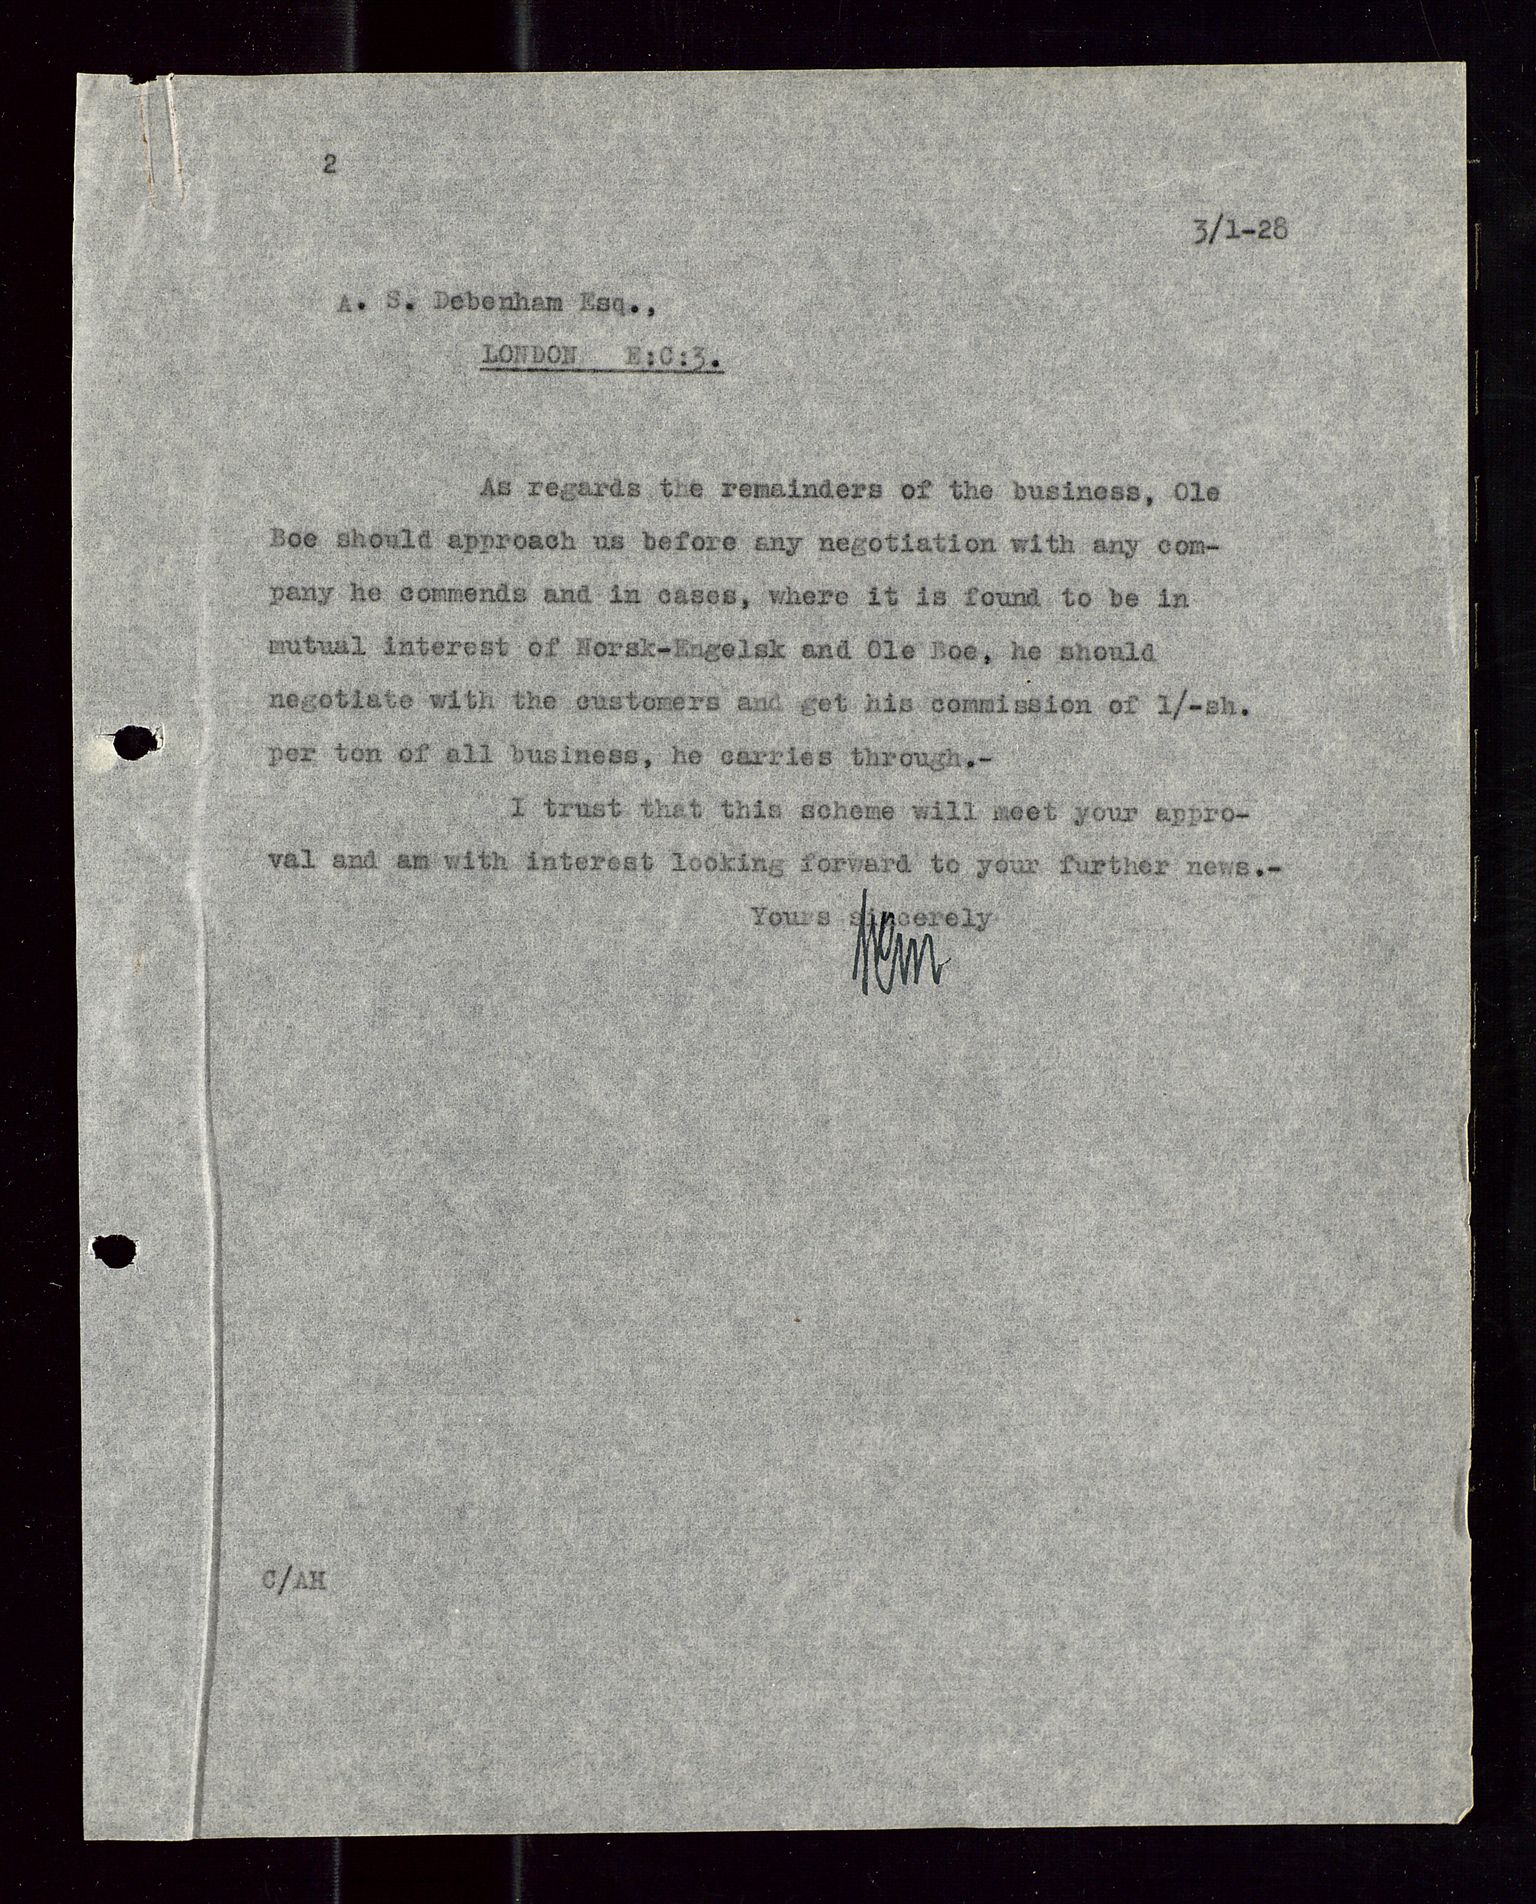 2
3/1-28
A. S. Debenham Esq.,
LONDON E:C:3.
As regards the remainders of the business, Ole
Boe should approach us before any negotiation with any com-
pany he commends and in cases, where it is found to be in
mutual interest of Norsk-Engelsk and Ole Boe, he should
negotiate with the customers and get his commission of 1/-sh.
per ton of all business, he carries through.-
I trust that this scheme will meet your appro-
val and am with interest looking forward to your further news.-
Yours sincerely
C/AH